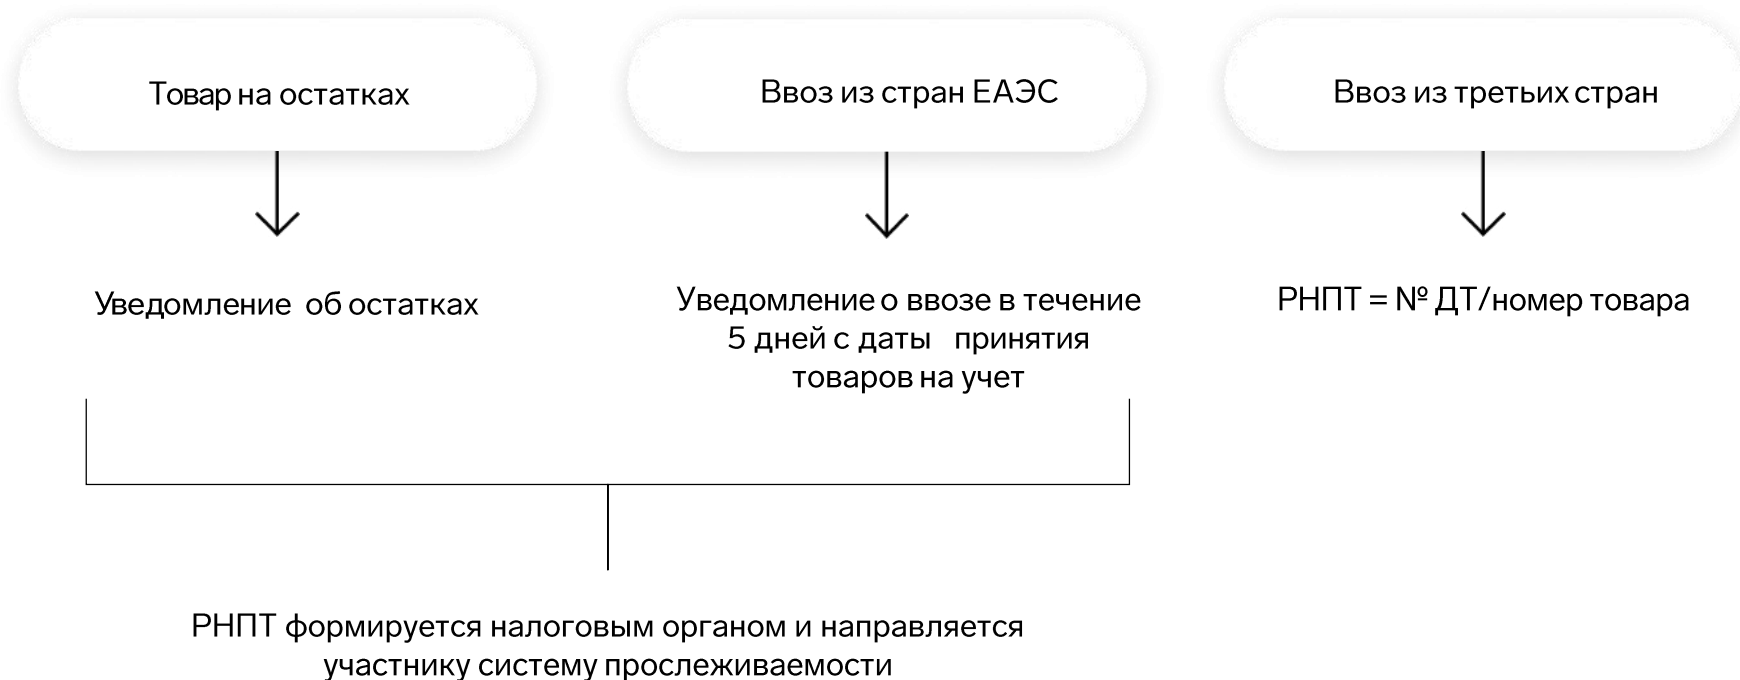 Товар на остатках
Ввоз из стран ЕАЭС
Ввоз из третьих стран
Уведомление об остатках
Уведомление о ввозе в течение
5 дней с даты принятия
товаров на учет
РНПТ = № ДТ/номер товара
РНПТ формируется налоговым органом и направляется
участнику систему прослеживаемости